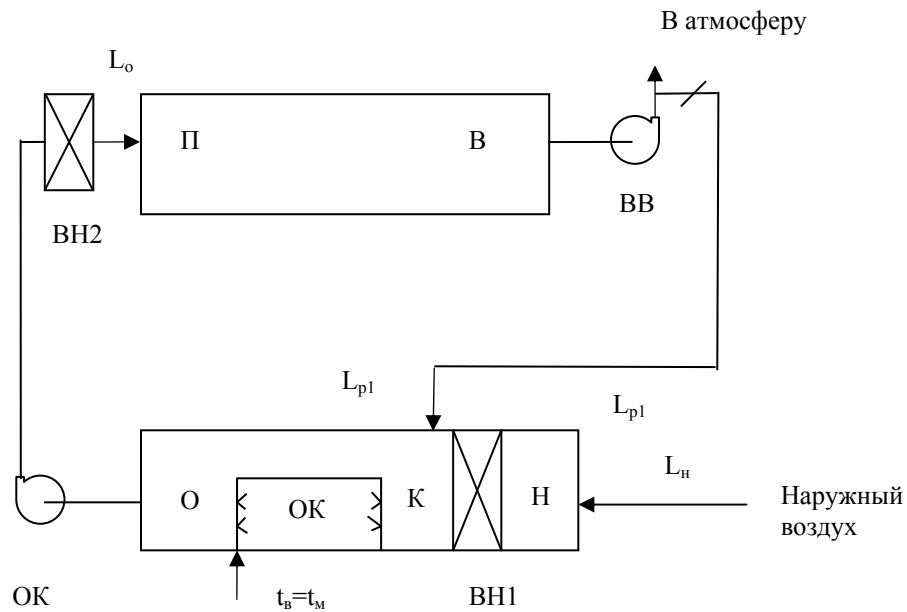 В атмосферу
Lо
П
В
ВН2
ВВ
Lр1
Lр1
Lн
О
ОК
К
Н
Наружный
воздух
ОК
tв=tм
ВН1